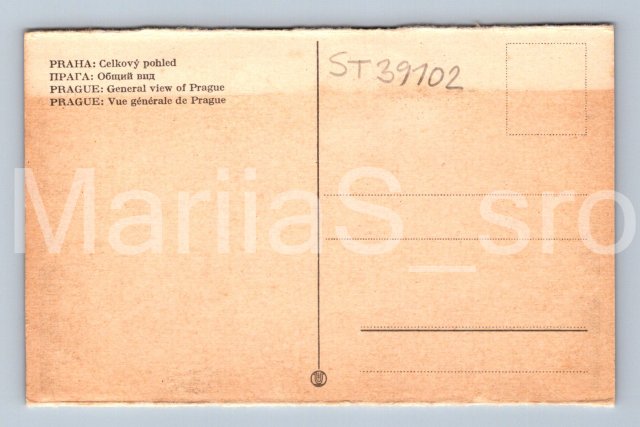 PRAHA: Celkový pohled
ПРАГА: Общий вид
PRAGUE: General view of Prague
PRAGUE: Vue générale de Prague
ST39102
MariiaS_sro